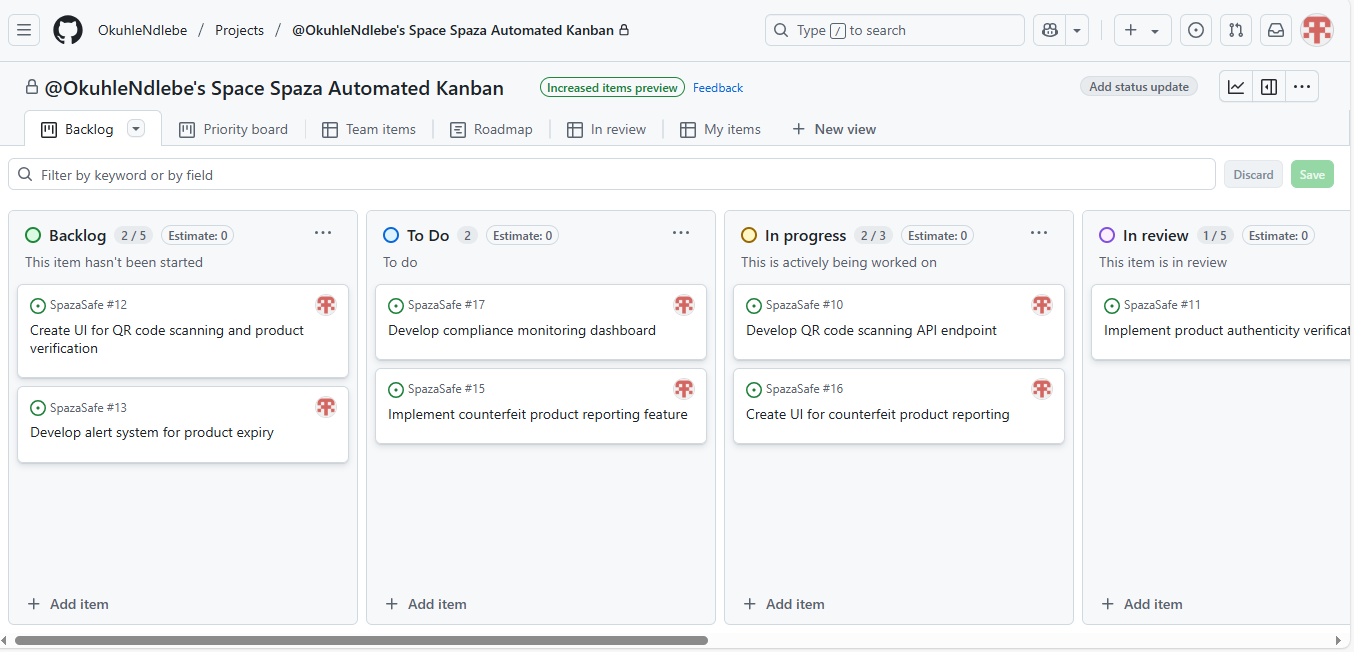 OkuhleNdlebe / Projects / @OkuhleNdlebe's Space Spaza Automated Kanban
Type / to search
@OkuhleNdlebe's Space Spaza Automated Kanban
Increased items preview
Feedback
Add status update
Backlog
Priority board
Team items
Roadmap
In review
My items
New view
Filter by keyword or by field
Discard
Save
Backlog 2 / 5 Estimate: 0
This item hasn't been started
SpazaSafe #12
Create UI for QR code scanning and product
verification
SpazaSafe #13
Develop alert system for product expiry
Add item
To Do 2 Estimate: 0
To do
SpazaSafe #17
Develop compliance monitoring dashboard
SpazaSafe #15
Implement counterfeit product reporting feature
Add item
In progress 2 / 3 Estimate: 0
This is actively being worked on
SpazaSafe #10
Develop QR code scanning API endpoint
SpazaSafe #16
Create UI for counterfeit product reporting
Add item
In review 1 / 5 Estimate: 0
This item is in review
SpazaSafe #11
Implement product authenticity verificat
Add item